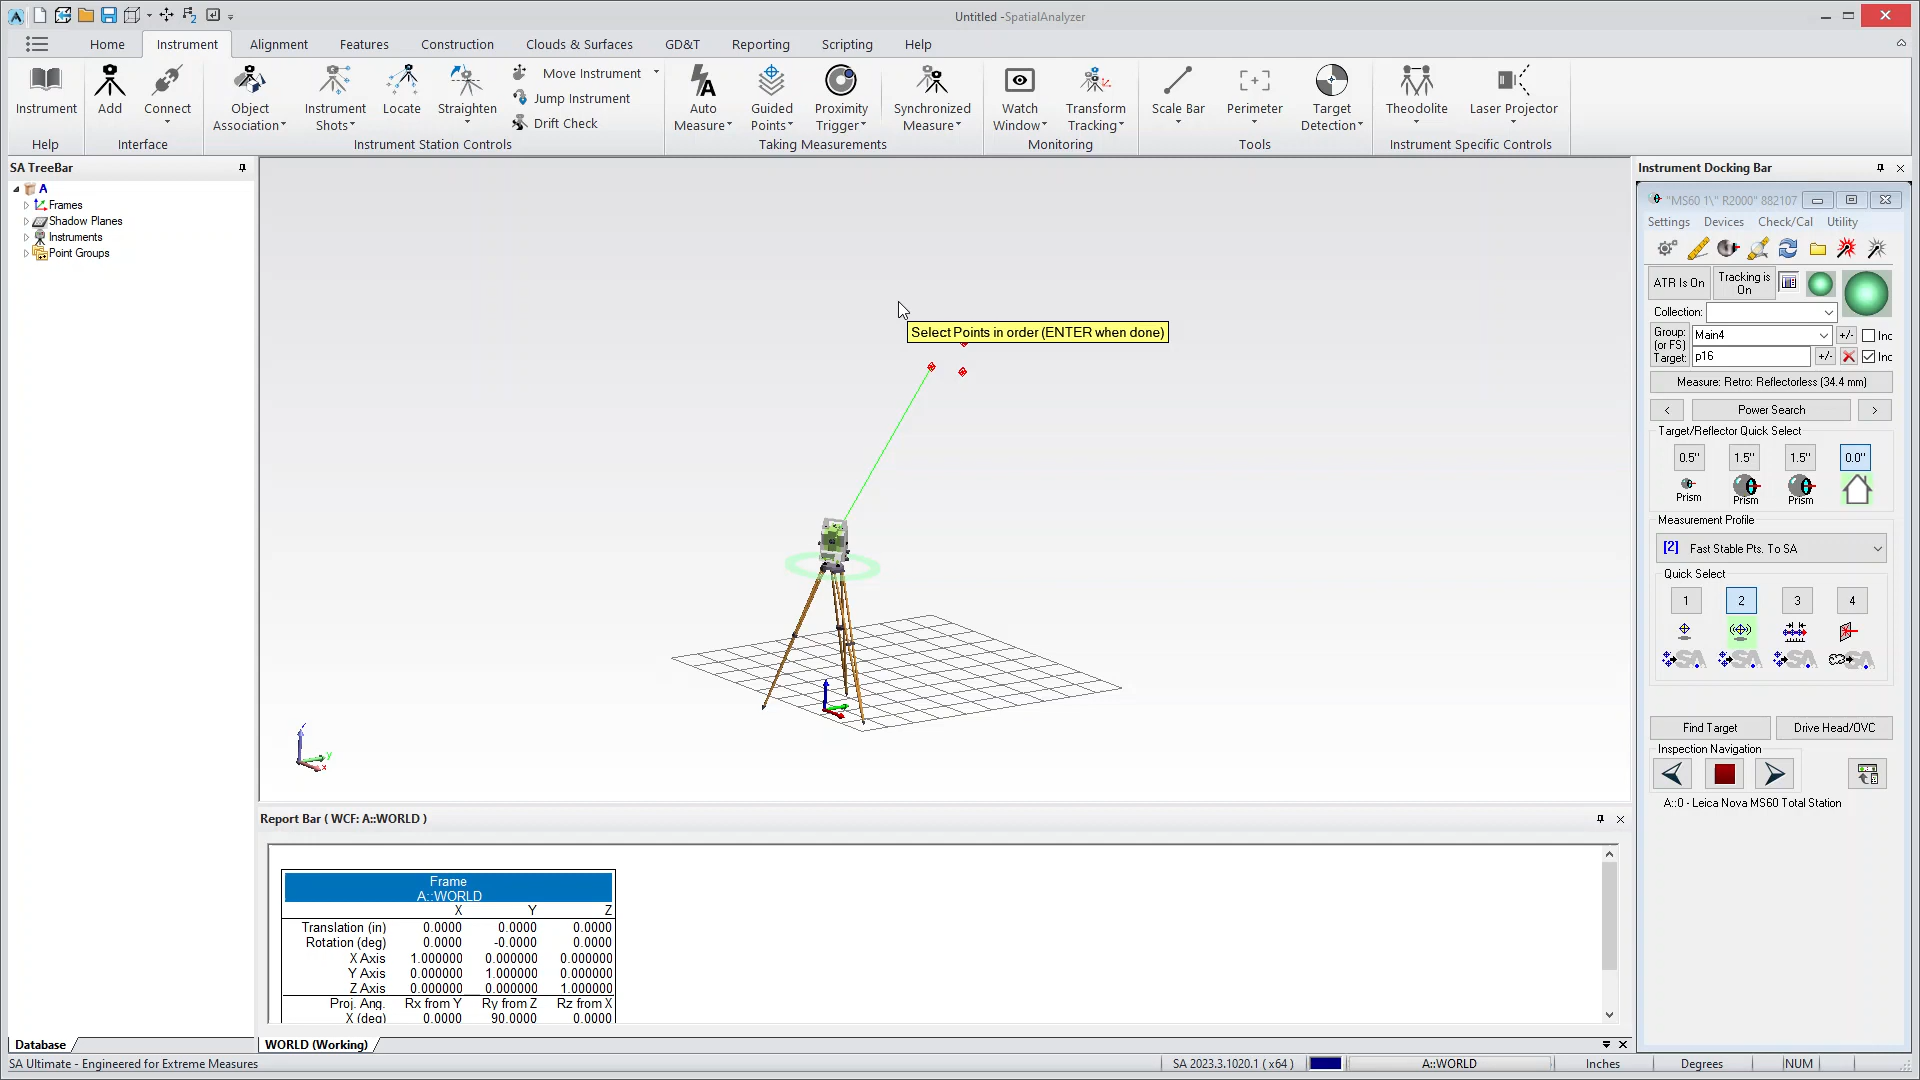 Untitled -SpatialAnalyzer
Home
Instrument
Alignment
Features
Construction
Clouds & Surfaces
GD&T
Reporting
Scripting
Help
Instrument
Add
Connect
Object
Association
Instrument
Shots
Locate
Straighten
Move Instrument
Jump Instrument
Drift Check
Auto
Measure
Guided
Points
Proximity
Trigger
Synchronized
Measure
Watch
Window
Transform
Tracking
Scale Bar
Perimeter
Target
Detection
Theodolite
Laser Projector
Help
Interface
Instrument Station Controls
Taking Measurements
Monitoring
Tools
Instrument Specific Controls
SA TreeBar
A
Frames
Shadow Planes
Instruments
Point Groups
Database
Select Points in order (ENTER when done)
y
x
Report Bar ( WCF: A::WORLD )
Frame
A::WORLD
X Y Z
Translation (in) 0.0000 0.0000 0.0000
Rotation (deg) 0.0000 -0.0000 0.0000
X Axis 1.000000 0.000000 0.000000
Y Axis 0.000000 1.000000 0.000000
Z Axis 0.000000 0.000000 1.000000
Proj. Ang. Rx from Y Ry from Z Rz from X
X (deg) 0.0000 90.0000 0.0000
WORLD (Working)
Instrument Docking Bar
"MS60 1\" R2000" 882107
Settings Devices Check/Cal Utility
ATR Is On
Tracking is
On
Collection:
Group:
(or FS)
Main4
+/-
Inc
Target:
p16
+/-
Inc
Measure: Retro: Reflectorless (34.4 mm)
<
Power Search
>
Target/Reflector Quick Select
0.5" 1.5" 1.5" 0.0"
Prism Prism Prism
Measurement Profile
[2] Fast Stable Pts. To SA
Quick Select
1 2 3 4
SA SA SA SA
Find Target
Drive Head/OVC
Inspection Navigation
A::0 - Leica Nova MS60 Total Station
SA Ultimate - Engineered for Extreme Measures
SA 2023.3.1020.1 ( x64 )
A::WORLD
Inches
Degrees
NUM